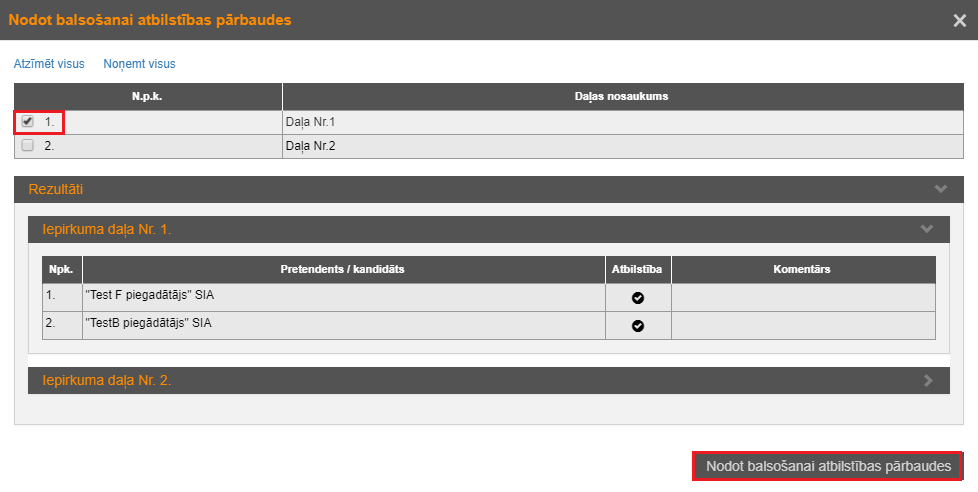 Nodot balsošanai atbilstības pārbaudes
Atzīmēt visus Noņemt visus
N.p.k. Daļas nosaukums
1. Daļa Nr.1
2. Daļa Nr.2
Rezultāti
Iepirkuma daļa Nr. 1.
Npk. Pretendents / kandidāts Atbilstība Komentārs
1. "Test F piegadātājs" SIA
2. "TestB piegādātājs" SIA
Iepirkuma daļa Nr. 2.
Nodot balsošanai atbilstības pārbaudes